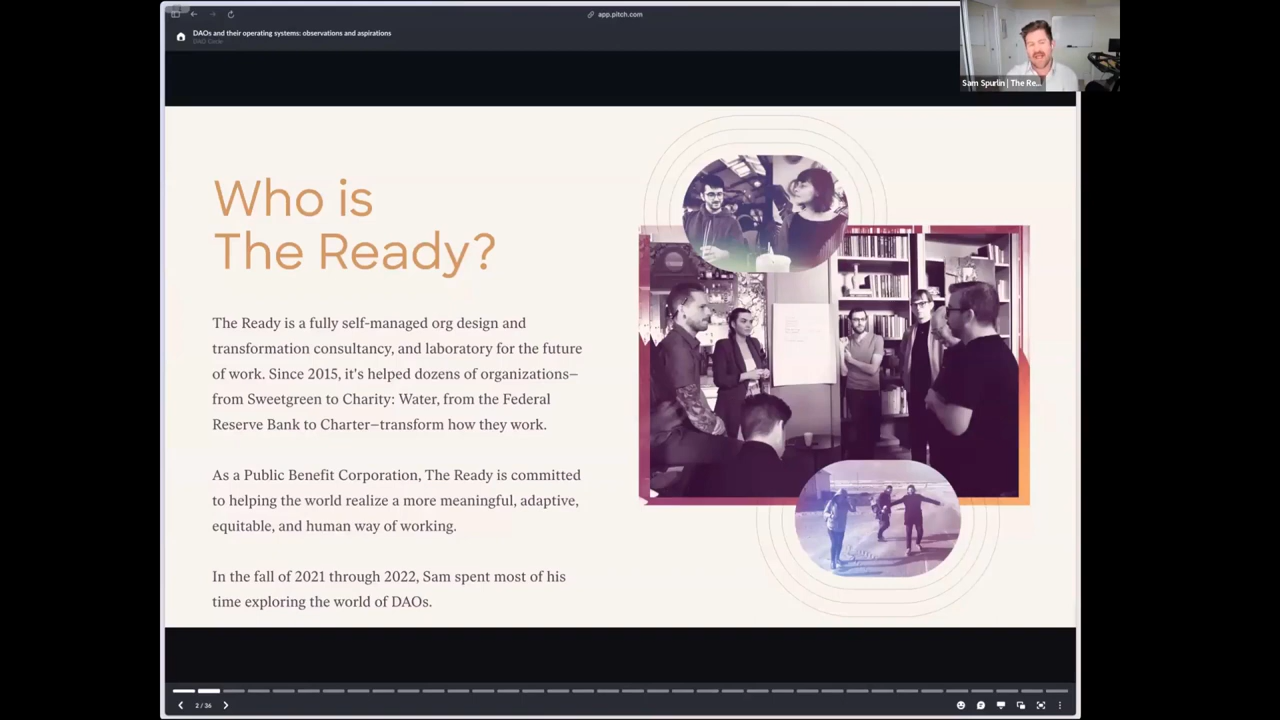 app.pitch.com
DAOs and their operating systems: observations and aspirations
DAO Circle
Sam Spurlin | The Re...
Who is
The Ready?
The Ready is a fully self-managed org design and
transformation consultancy, and laboratory for the future
of work. Since 2015, it's helped dozens of organizations–
from Sweetgreen to Charity: Water, from the Federal
Reserve Bank to Charter–transform how they work.
As a Public Benefit Corporation, The Ready is committed
to helping the world realize a more meaningful, adaptive,
equitable, and human way of working.
In the fall of 2021 through 2022, Sam spent most of his
time exploring the world of DAOs.
2 / 36